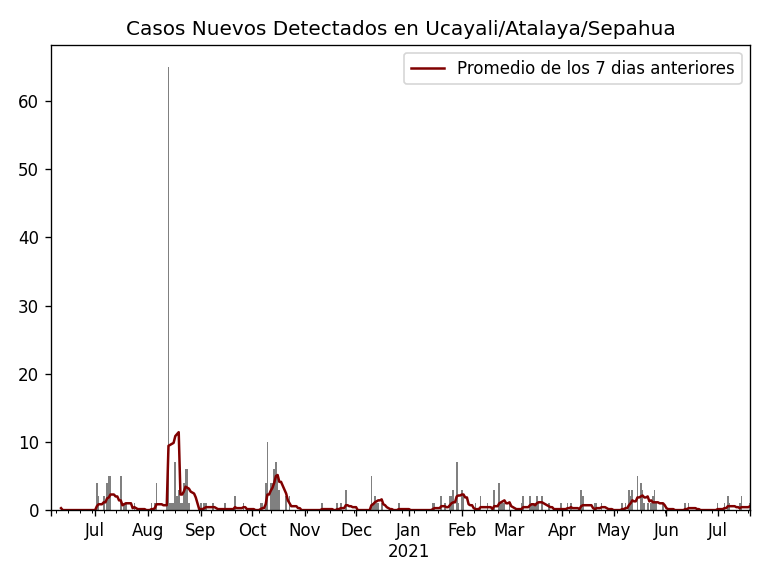 Casos Nuevos Detectados en Ucayali/Atalaya/Sepahua
Promedio de los 7 dias anteriores
60
50
40
30
20
10
0
Jul Aug Sep Oct Nov Dec Jan Feb Mar Apr May Jun Jul
2021